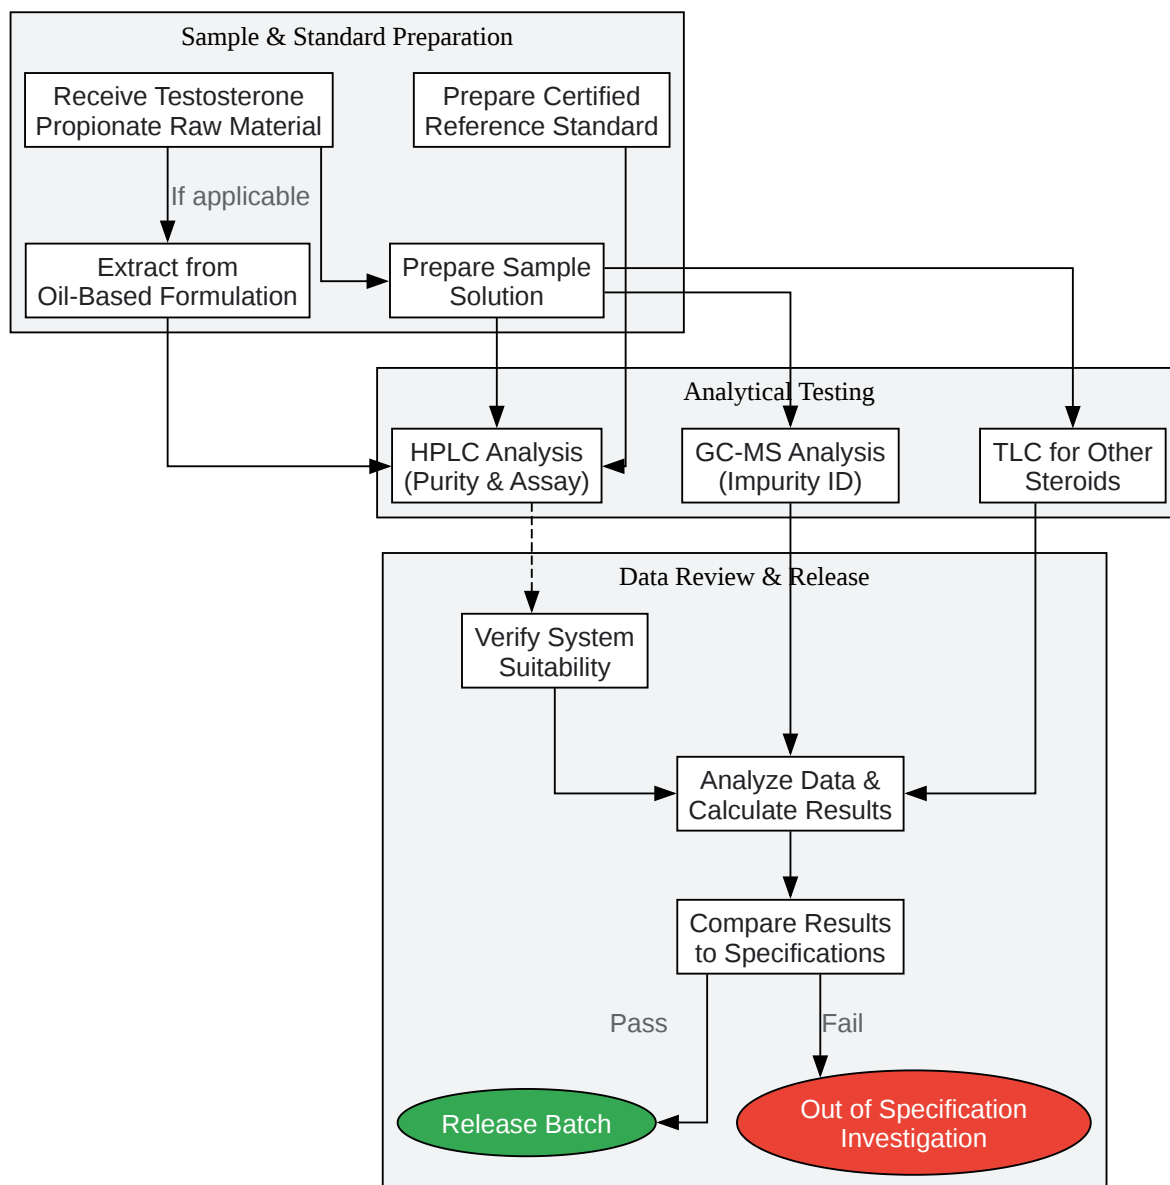 Sample & Standard Preparation
Receive Testosterone
Propionate Raw Material
Prepare Certified
Reference Standard
If applicable
Extract from
Oil-Based Formulation
Prepare Sample
Solution
Analytical Testing
HPLC Analysis
(Purity & Assay)
GC-MS Analysis
(Impurity ID)
TLC for Other
Steroids
Data Review & Release
Verify System
Suitability
Analyze Data &
Calculate Results
Compare Results
to Specifications
Pass
Fail
Release Batch
Out of Specification
Investigation